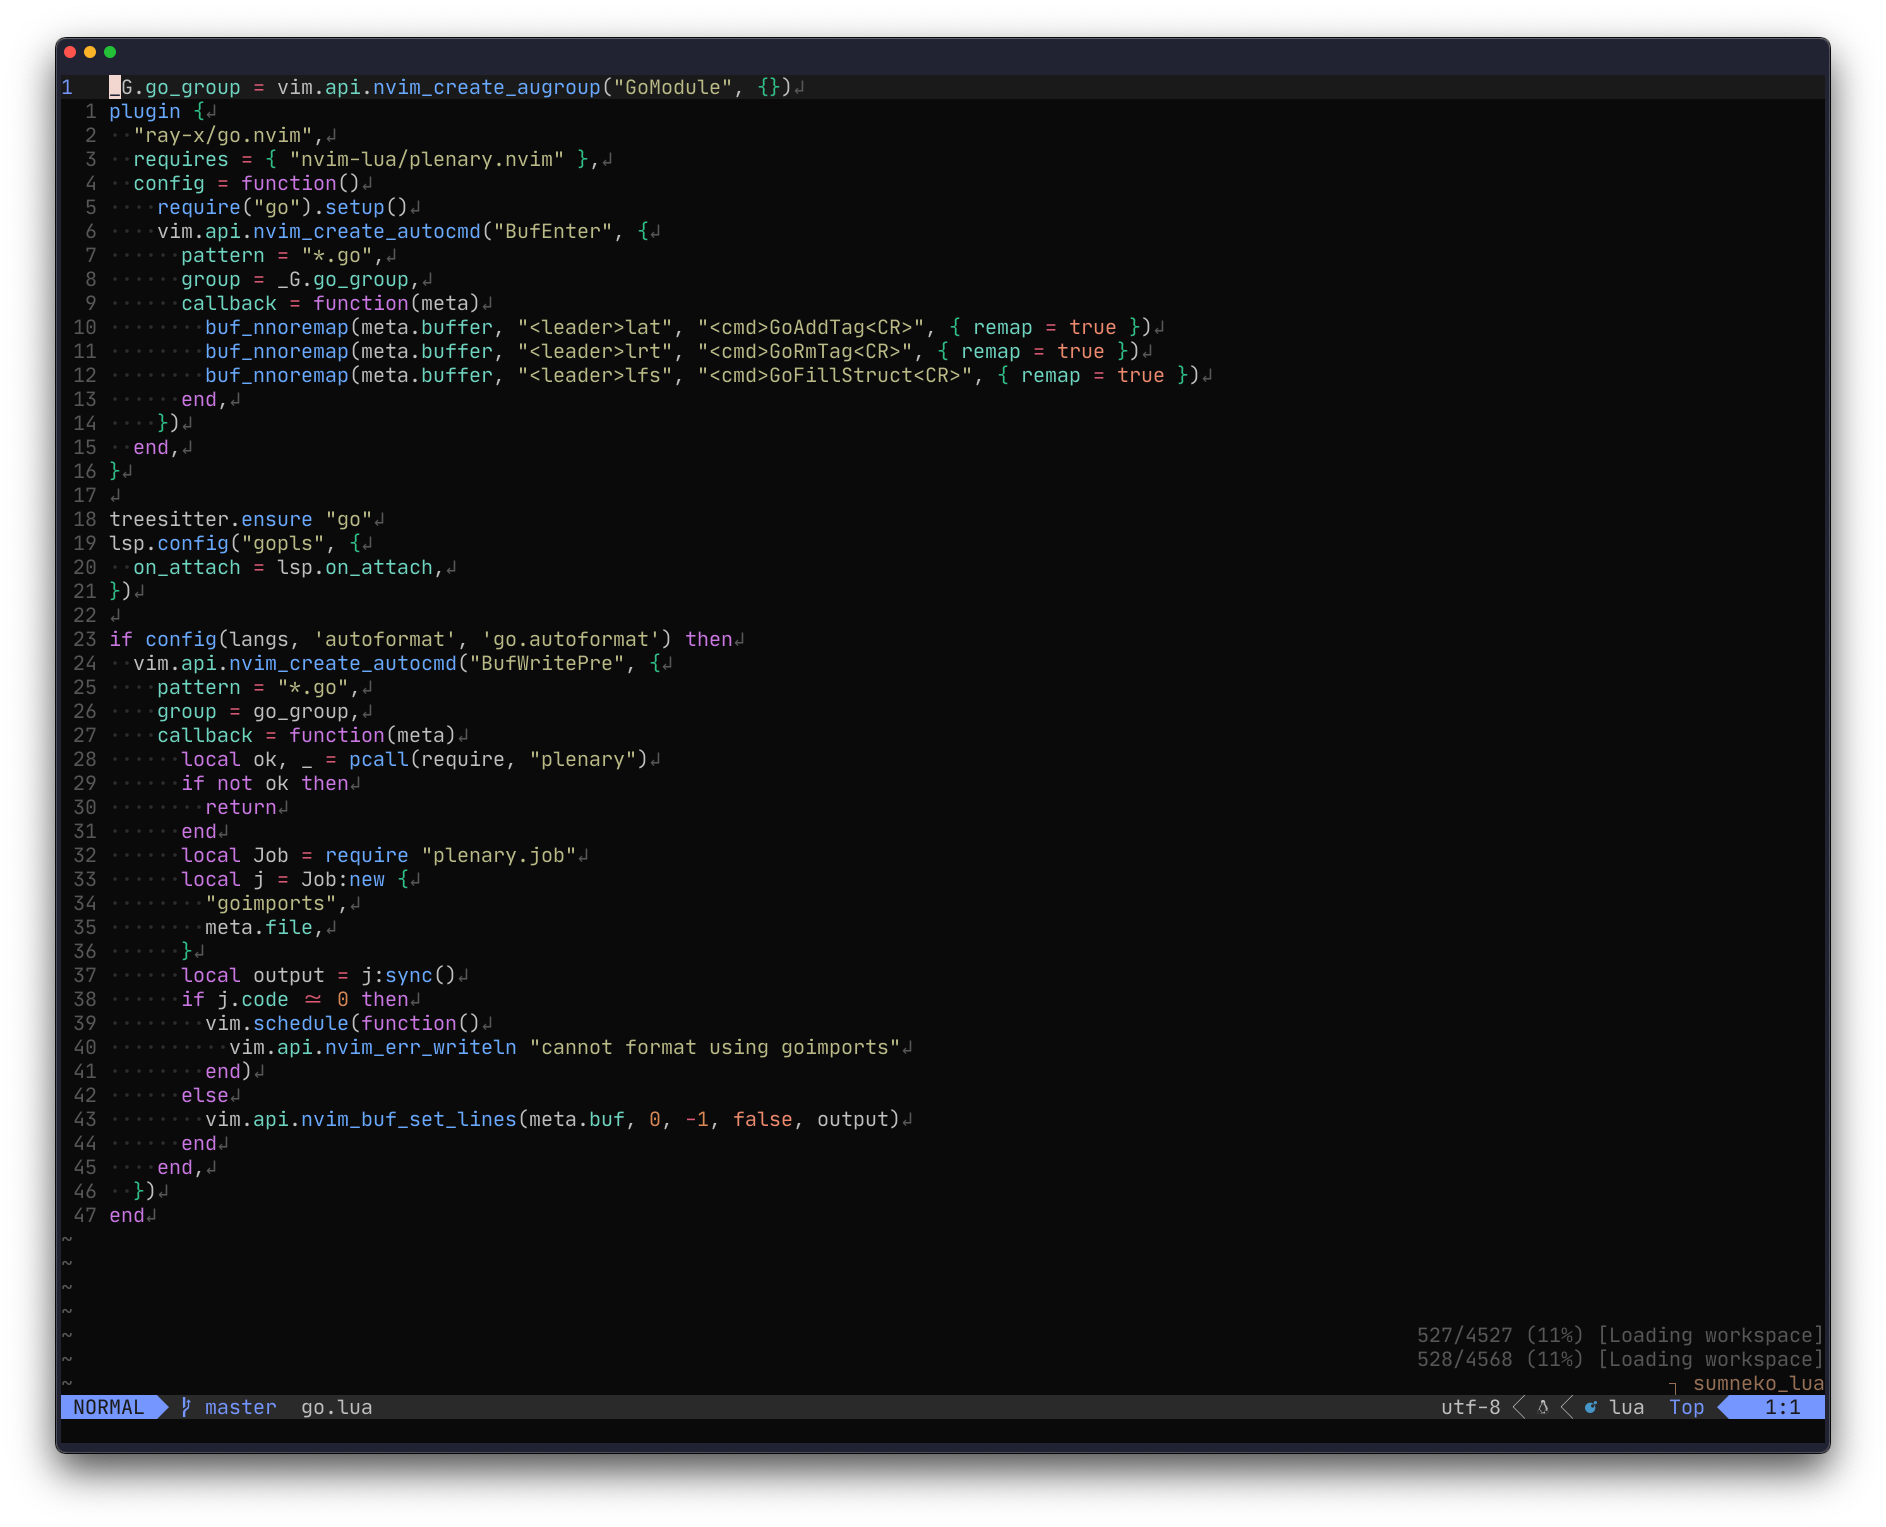 1   _G.go_group = vim.api.nvim_create_augroup("GoModule", {})↲
  1 plugin {↲
  2 ··"ray-x/go.nvim",↲
  3 ··requires = { "nvim-lua/plenary.nvim" },↲
  4 ··config = function()↲
  5 ····require("go").setup()↲
  6 ····vim.api.nvim_create_autocmd("BufEnter", {↲
  7 ······pattern = "*.go",↲
  8 ······group = _G.go_group,↲
  9 ······callback = function(meta)↲
 10 ········buf_nnoremap(meta.buffer, "<leader>lat", "<cmd>GoAddTag<CR>", { remap = true })↲
 11 ········buf_nnoremap(meta.buffer, "<leader>lrt", "<cmd>GoRmTag<CR>", { remap = true })↲
 12 ········buf_nnoremap(meta.buffer, "<leader>lfs", "<cmd>GoFillStruct<CR>", { remap = true })↲
 13 ······end,↲
 14 ····})↲
 15 ··end,↲
 16 }↲
 17 ↲
 18 treesitter.ensure "go"↲
 19 lsp.config("gopls", {↲
 20 ··on_attach = lsp.on_attach,↲
 21 })↲
 22 ↲
 23 if config(langs, 'autoformat', 'go.autoformat') then↲
 24 ··vim.api.nvim_create_autocmd("BufWritePre", {↲
 25 ····pattern = "*.go",↲
 26 ····group = go_group,↲
 27 ····callback = function(meta)↲
 28 ······local ok, _ = pcall(require, "plenary")↲
 29 ······if not ok then↲
 30 ········return↲
 31 ······end↲
 32 ······local Job = require "plenary.job"↲
 33 ······local j = Job:new {↲
 34 ········"goimports",↲
 35 ········meta.file,↲
 36 ······}↲
 37 ······local output = j:sync()↲
 38 ······if j.code ≃ 0 then↲
 39 ········vim.schedule(function()↲
 40 ··········vim.api.nvim_err_writeln "cannot format using goimports"↲
 41 ········end)↲
 42 ······else↲
 43 ········vim.api.nvim_buf_set_lines(meta.buf, 0, -1, false, output)↲
 44 ······end↲
 45 ····end,↲
 46 ··})↲
 47 end↲
~
~
~
~
~ 527/4527 (11%) [Loading workspace]
~ 528/4568 (11%) [Loading workspace]
~ ┐ sumneko_lua
NORMAL master go.lua utf-8 lua Top 1:1